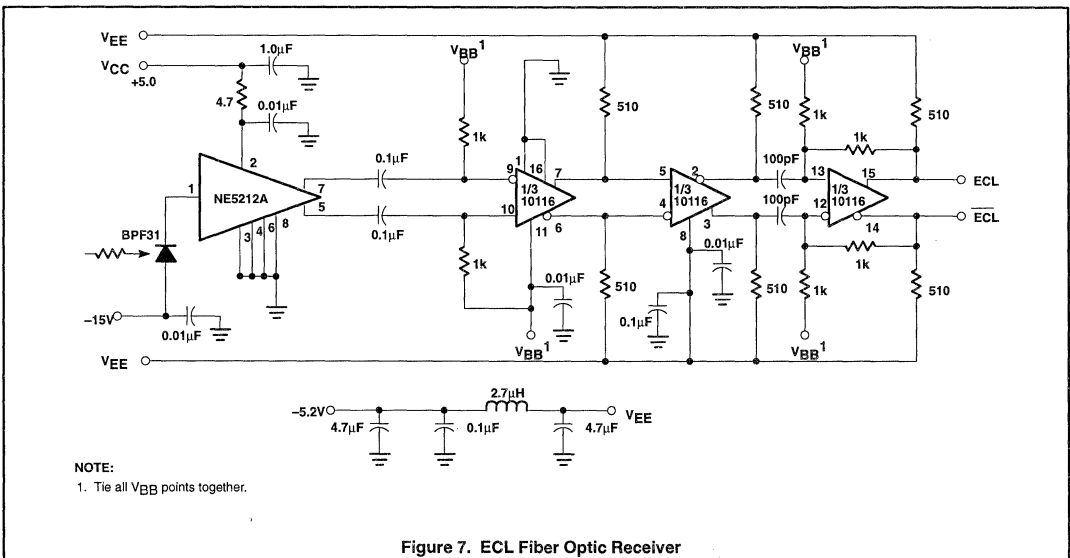 VEE
VCC
+5.0
1.0µF
4.7
0.01µF
2
1
NE5212A
7
5
3 4 6 8
BPF31
–15V
0.01µF
VEE
0.1µF
0.1µF
VBB1
1k
1k
1
16
9
7
1/3
10116
10
11
6
0.01µF
VBB1
510
510
5
2
1/3
10116
4
3
8
0.01µF
0.1µF
510
510
100pF
100pF
VBB1
1k
1k
13
15
1/3
10116
12
14
1k
1k
VBB1
510
510
ECL
ECL
–5.2V
2.7µH
VEE
4.7µF
0.1µF
4.7µF
NOTE:
1. Tie all VBB points together.
Figure 7. ECL Fiber Optic Receiver